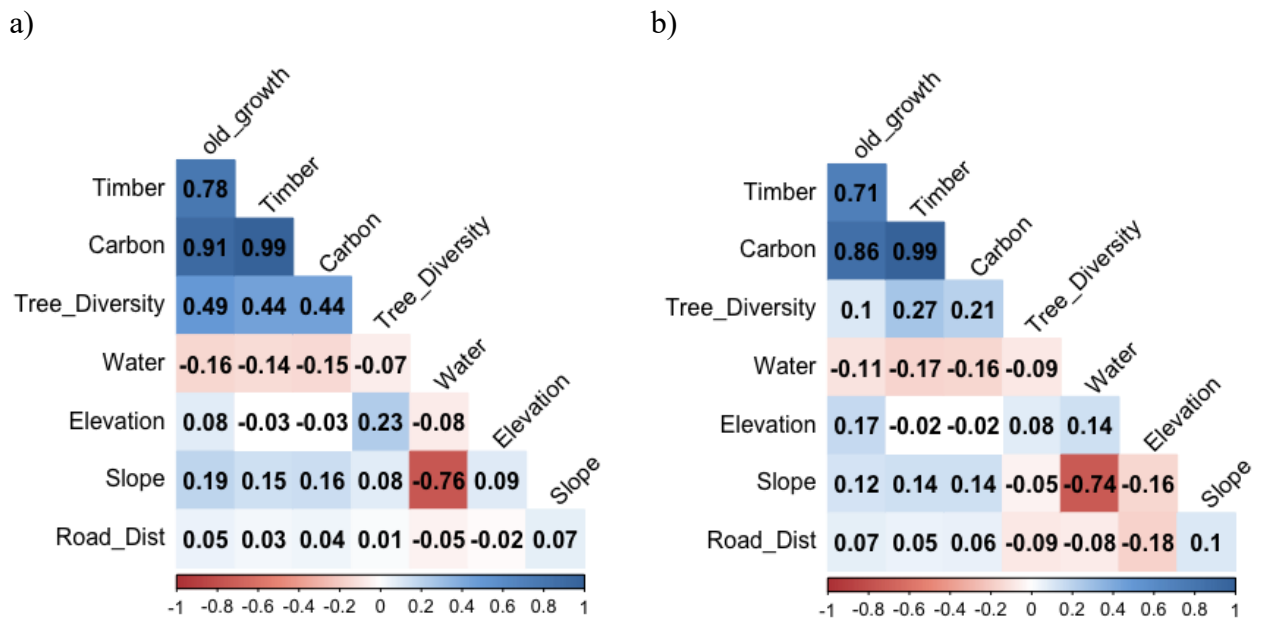 a)
old_growth
Timber 0.78 Timber
Carbon 0.91 0.99 Carbon
Tree_Diversity 0.49 0.44 0.44 Tree_Diversity
Water -0.16 -0.14 -0.15 -0.07 Water
Elevation 0.08 -0.03 -0.03 0.23 -0.08 Elevation
Slope 0.19 0.15 0.16 0.08 -0.76 0.09 Slope
Road_Dist 0.05 0.03 0.04 0.01 -0.05 -0.02 0.07
-1 -0.8 -0.6 -0.4 -0.2 0 0.2 0.4 0.6 0.8 1
b)
old_growth
Timber 0.71 Timber
Carbon 0.86 0.99 Carbon
Tree_Diversity 0.1 0.27 0.21 Tree_Diversity
Water -0.11 -0.17 -0.16 -0.09 Water
Elevation 0.17 -0.02 -0.02 0.08 0.14 Elevation
Slope 0.12 0.14 0.14 -0.05 -0.74 -0.16 Slope
Road_Dist 0.07 0.05 0.06 -0.09 -0.08 -0.18 0.1
-1 -0.8 -0.6 -0.4 -0.2 0 0.2 0.4 0.6 0.8 1